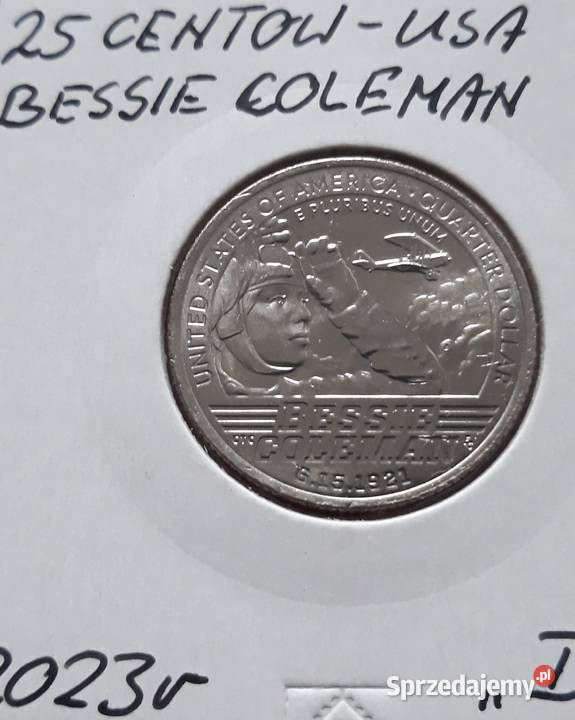 25 CENTOW - USA
BESSIE COLEMAN
UNITED STATES OF AMERICA · QUARTER DOLLAR
E PLURIBUS UNUM
BESSIE
COLEMAN
6.15.1921
2023r
"D
Sprzedajemy.pl